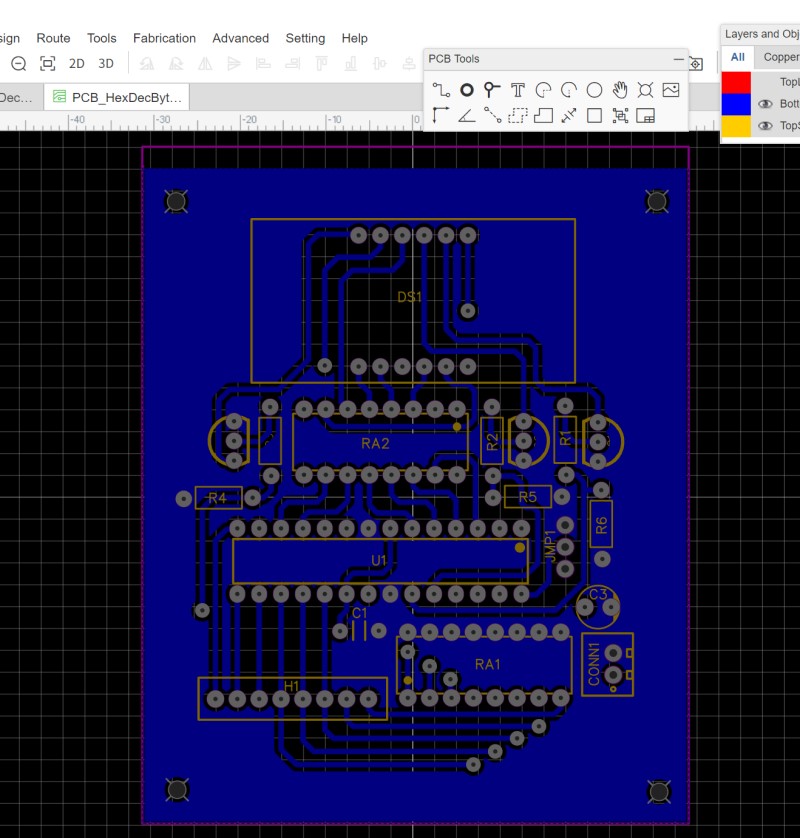 sign Route Tools Fabrication Advanced Setting Help
2D 3D
PCB Tools
Layers and Obj
All Copper
TopL
Bott
TopS
Dec... PCB_HexDecByt...
-40 -30 -20 -10 0
DS1
RA2
R2
R1
R4
R5
R6
JMP1
U1
C3
C1
RA1
CONN1
H1